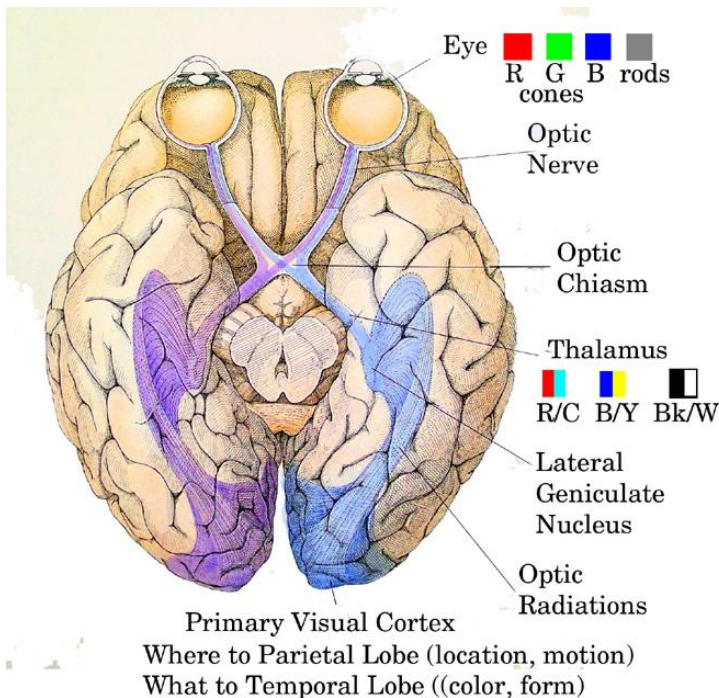 Eye
R G B rods
cones
Optic
Nerve
Optic
Chiasm
Thalamus
R/C B/Y Bk/W
Lateral
Geniculate
Nucleus
Optic
Radiations
Primary Visual Cortex
Where to Parietal Lobe (location, motion)
What to Temporal Lobe ((color, form)